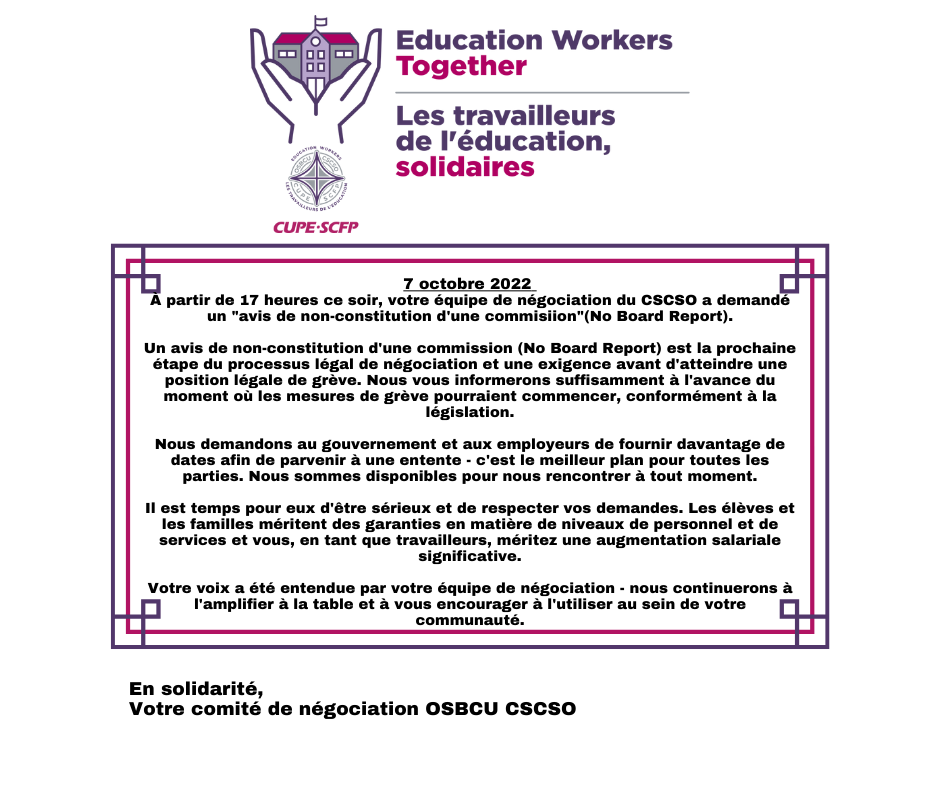 Education Workers
Together
Les travailleurs
de l'éducation,
solidaires
EDUCATION WORKERS
OSBCU CSCSO
CUPE SCFP
LES TRAVAILLEURS DE L'ÉDUCATION
CUPE·SCFP
7 octobre 2022
À partir de 17 heures ce soir, votre équipe de négociation du CSCSO a demandé
un "avis de non-constitution d'une commisiion"(No Board Report).
Un avis de non-constitution d'une commission (No Board Report) est la prochaine
étape du processus légal de négociation et une exigence avant d'atteindre une
position légale de grève. Nous vous informerons suffisamment à l'avance du
moment où les mesures de grève pourraient commencer, conformément à la
législation.
Nous demandons au gouvernement et aux employeurs de fournir davantage de
dates afin de parvenir à une entente - c'est le meilleur plan pour toutes les
parties. Nous sommes disponibles pour nous rencontrer à tout moment.
Il est temps pour eux d'être sérieux et de respecter vos demandes. Les élèves et
les familles méritent des garanties en matière de niveaux de personnel et de
services et vous, en tant que travailleurs, méritez une augmentation salariale
significative.
Votre voix a été entendue par votre équipe de négociation - nous continuerons à
l'amplifier à la table et à vous encourager à l'utiliser au sein de votre
communauté.
En solidarité,
Votre comité de négociation OSBCU CSCSO